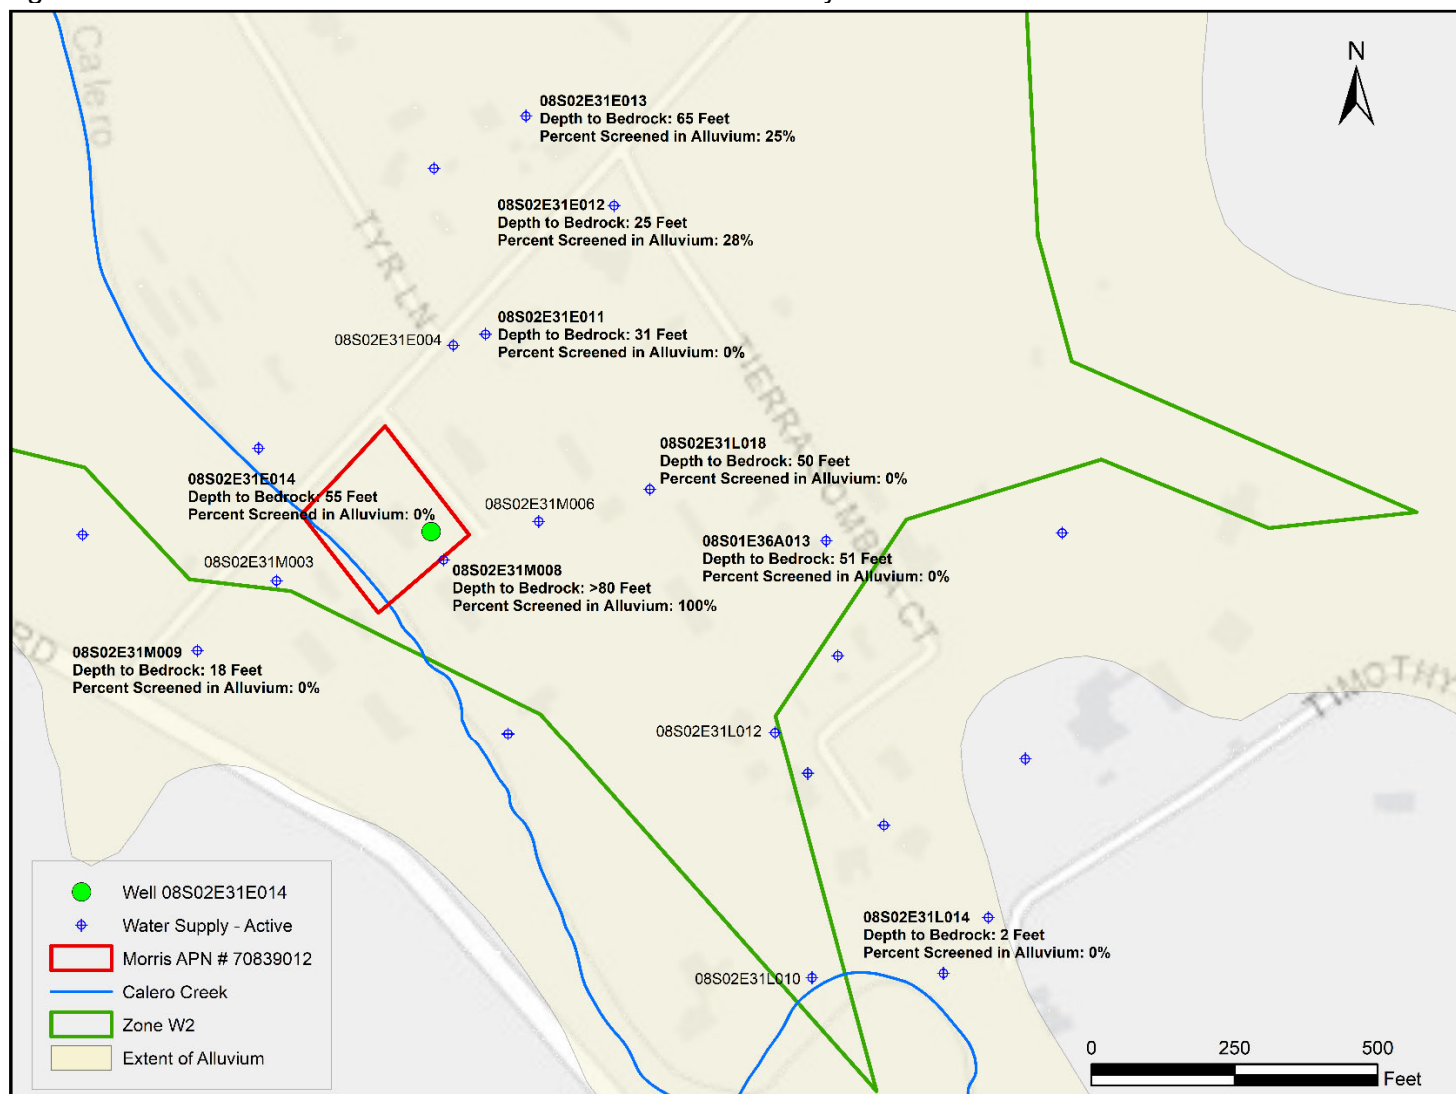 Calero
N
08S02E31E013
Depth to Bedrock: 65 Feet
Percent Screened in Alluvium: 25%
08S02E31E012
Depth to Bedrock: 25 Feet
Percent Screened in Alluvium: 28%
TYR LN
08S02E31E011
Depth to Bedrock: 31 Feet
Percent Screened in Alluvium: 0%
08S02E31E004
TIERRA SOMBRA CT
08S02E31L018
Depth to Bedrock: 50 Feet
Percent Screened in Alluvium: 0%
08S02E31E014
Depth to Bedrock: 55 Feet
Percent Screened in Alluvium: 0%
08S02E31M006
08S01E36A013
Depth to Bedrock: 51 Feet
Percent Screened in Alluvium: 0%
08S02E31M003
08S02E31M008
Depth to Bedrock: >80 Feet
Percent Screened in Alluvium: 100%
RD
08S02E31M009
Depth to Bedrock: 18 Feet
Percent Screened in Alluvium: 0%
TIMOTHY
08S02E31L012
08S02E31L014
Depth to Bedrock: 2 Feet
Percent Screened in Alluvium: 0%
08S02E31L010
Well 08S02E31E014
Water Supply - Active
Morris APN # 70839012
Calero Creek
Zone W2
Extent of Alluvium
0 250 500
Feet